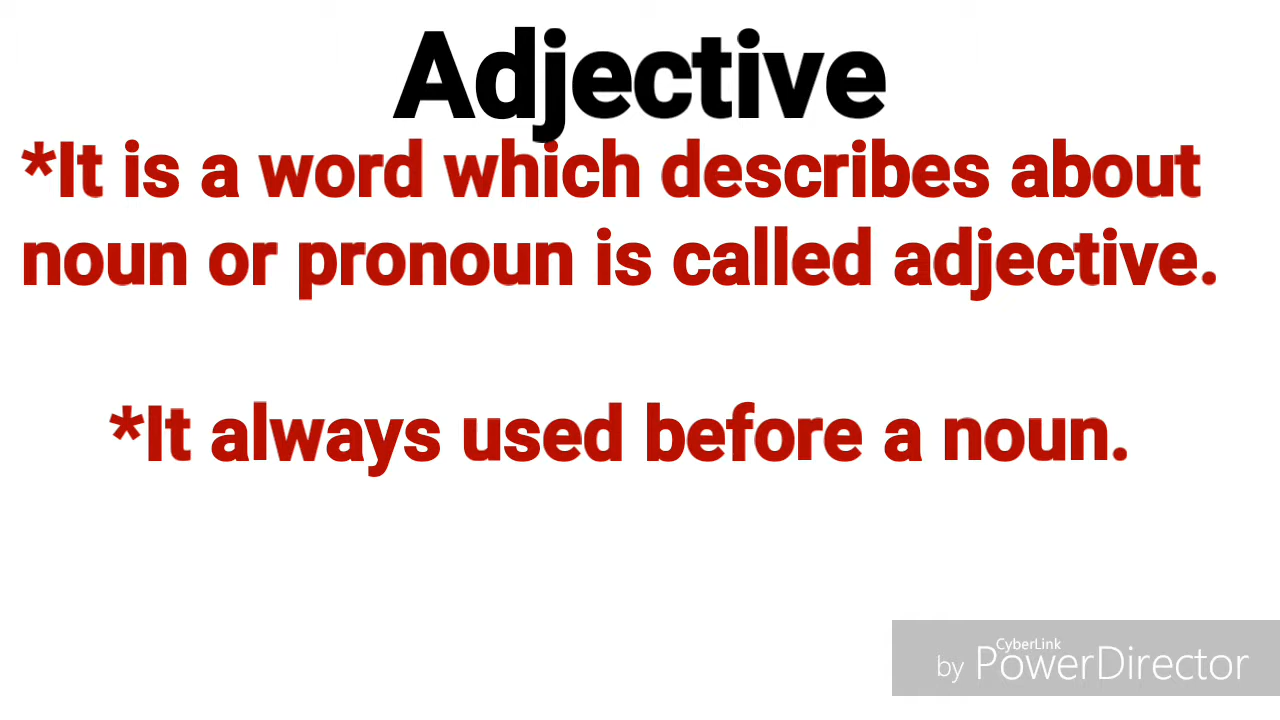 Adjective
*It is a word which describes about
noun or pronoun is called adjective.
*It always used before a noun.
CyberLink
by PowerDirector